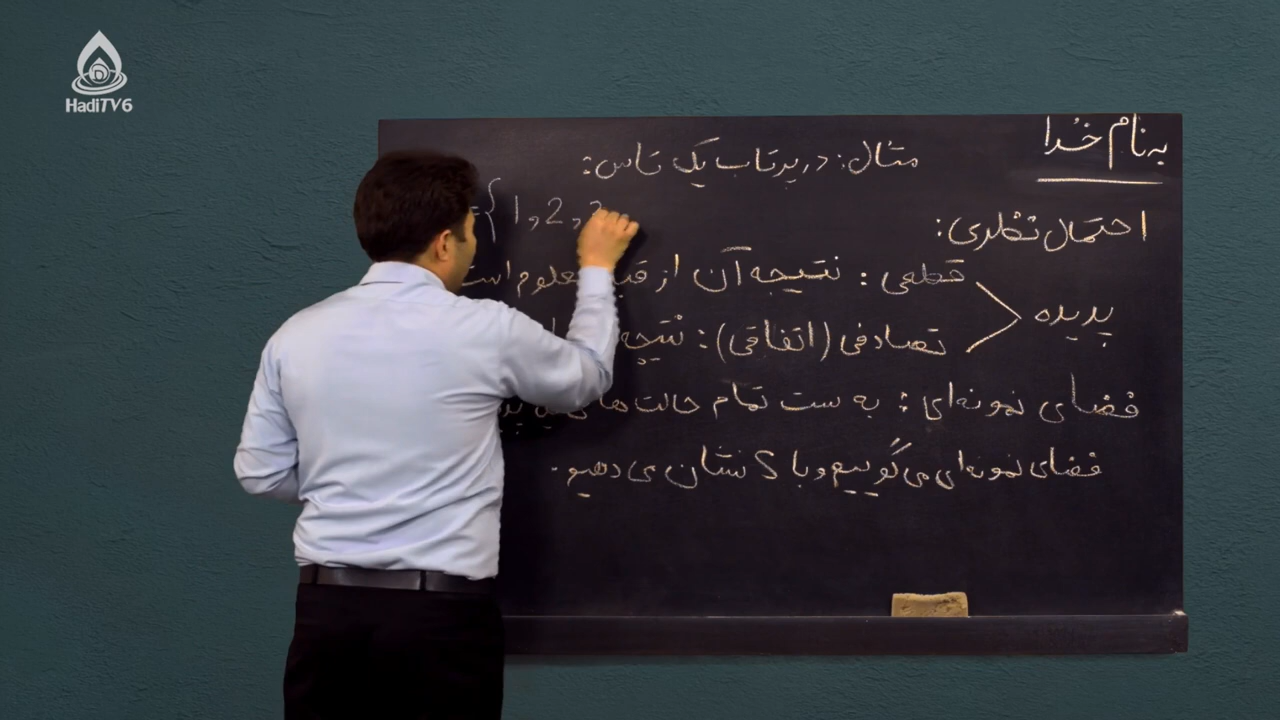 HadiTV6
به نام خدا
احتمال نظری:
پدیده
قطعی: نتیجه آن از قبل معلوم است
تصادفی (اتفاقی): نتیجه
فضای نمونه‌ای: به ست تمام حالت‌های
فضای نمونه‌ای می‌گوییم و با S نشان می‌دهیم.
مثال: در پرتاب یک تاس:
{1,2,3